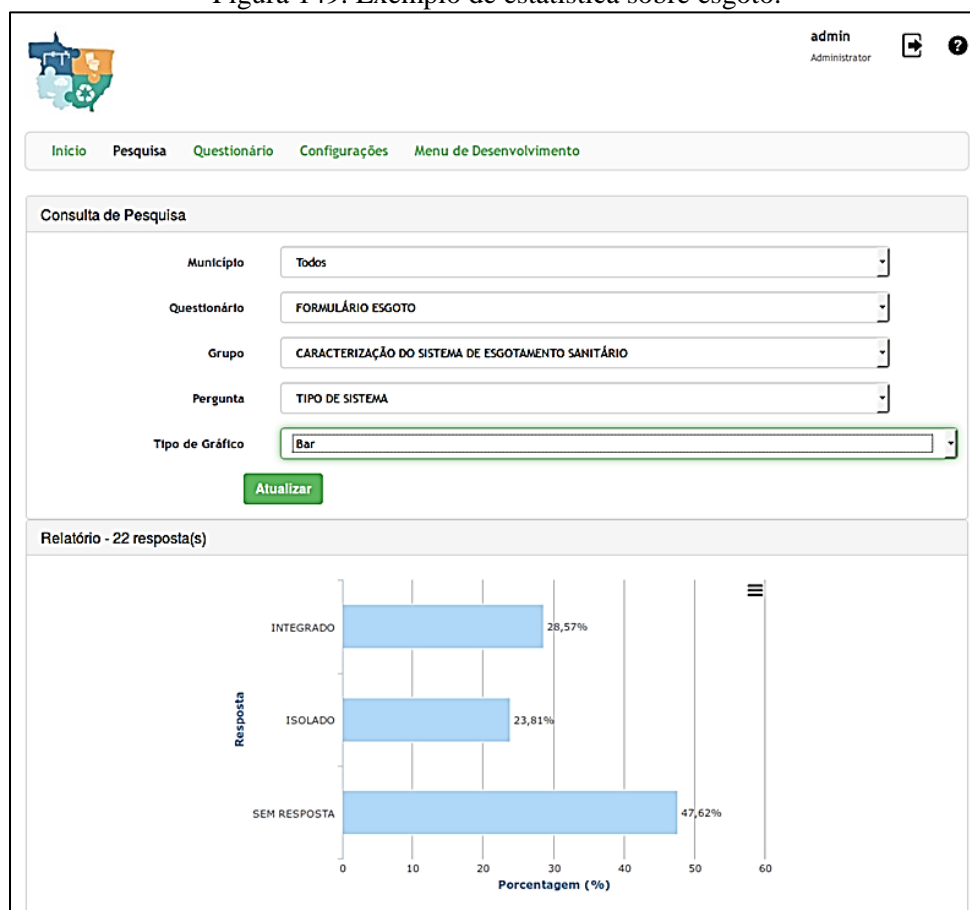 Figura 149. Exemplo de estatística sobre esgoto.
admin
Administrator
Início Pesquisa Questionário Configurações Menu de Desenvolvimento
Consulta de Pesquisa
Município Todos
Questionário FORMULÁRIO ESGOTO
Grupo CARACTERIZAÇÃO DO SISTEMA DE ESGOTAMENTO SANITÁRIO
Pergunta TIPO DE SISTEMA
Tipo de Gráfico Bar
Atualizar
Relatório - 22 resposta(s)
INTEGRADO 28,57%
Resposta
ISOLADO 23,81%
SEM RESPOSTA 47,62%
0 10 20 30 40 50 60
Porcentagem (%)